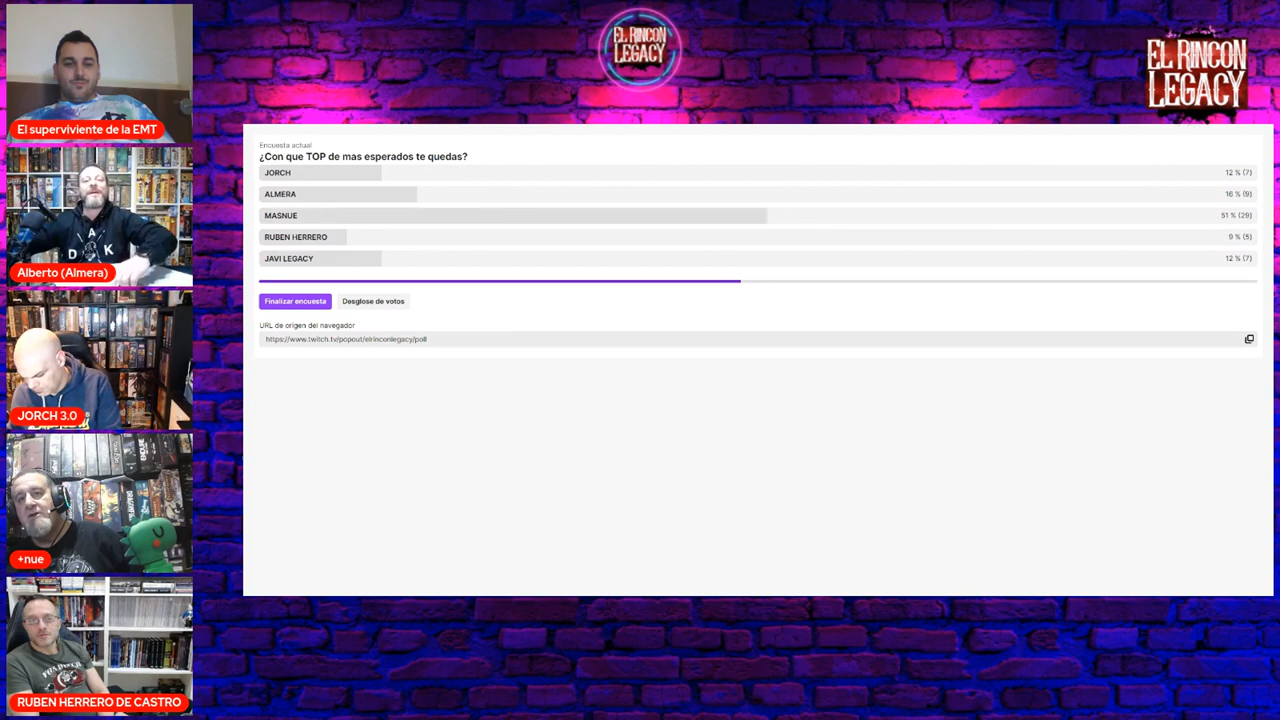 El superviviente de la EMT
Alberto (Almera)
JORCH 3.0
+nue
RUBEN HERRERO DE CASTRO
EL RINCON
LEGACY
EL RINCON
LEGACY
Encuesta actual
¿Con que TOP de mas esperados te quedas?
JORCH 12 % (7)
ALMERA 16 % (9)
MASNUE 51 % (29)
RUBEN HERRERO 9 % (5)
JAVI LEGACY 12 % (7)
Finalizar encuesta Desglose de votos
URL de origen del navegador
https://www.twitch.tv/popout/elrinconlegacy/poll